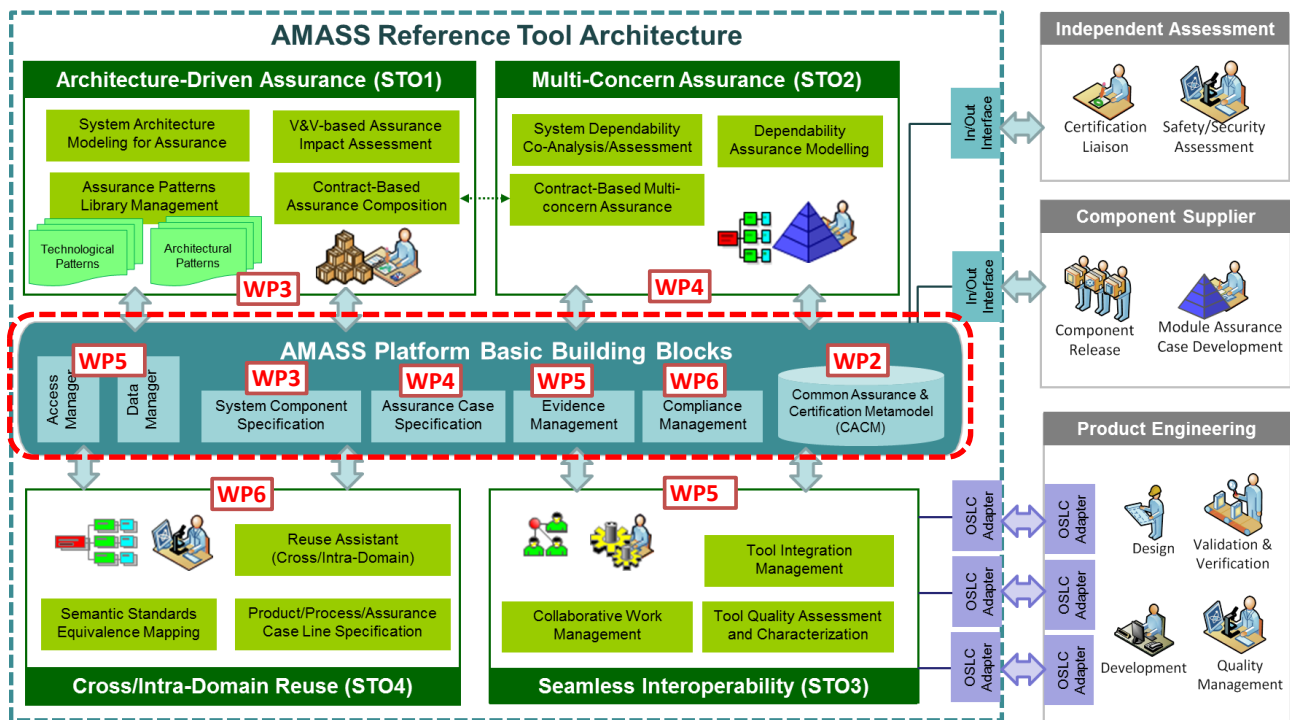 AMASS Reference Tool Architecture
Architecture-Driven Assurance (STO1)
System Architecture
Modeling for Assurance
V&V-based Assurance
Impact Assessment
Assurance Patterns
Library Management
Contract-Based
Assurance Composition
Technological
Patterns
Architectural
Patterns
WP3
Multi-Concern Assurance (STO2)
System Dependability
Co-Analysis/Assessment
Dependability
Assurance Modelling
Contract-Based Multi-
concern Assurance
WP4
In/Out
Interface
In/Out
Interface
Independent Assessment
Certification
Liaison
Safety/Security
Assessment
Component Supplier
Component
Release
Module Assurance
Case Development
AMASS Platform Basic Building Blocks
WP5
Access
Manager
Data
Manager
WP3
System Component
Specification
WP4
Assurance Case
Specification
WP5
Evidence
Management
WP6
Compliance
Management
WP2
Common Assurance &
Certification Metamodel
(CACM)
WP6
Reuse Assistant
(Cross/Intra-Domain)
Semantic Standards
Equivalence Mapping
Product/Process/Assurance
Case Line Specification
Cross/Intra-Domain Reuse (STO4)
WP5
Tool Integration
Management
Collaborative Work
Management
Tool Quality Assessment
and Characterization
Seamless Interoperability (STO3)
OSLC
Adapter
OSLC
Adapter
OSLC
Adapter
OSLC
Adapter
OSLC
Adapter
OSLC
Adapter
Product Engineering
Design
Validation &
Verification
Development
Quality
Management